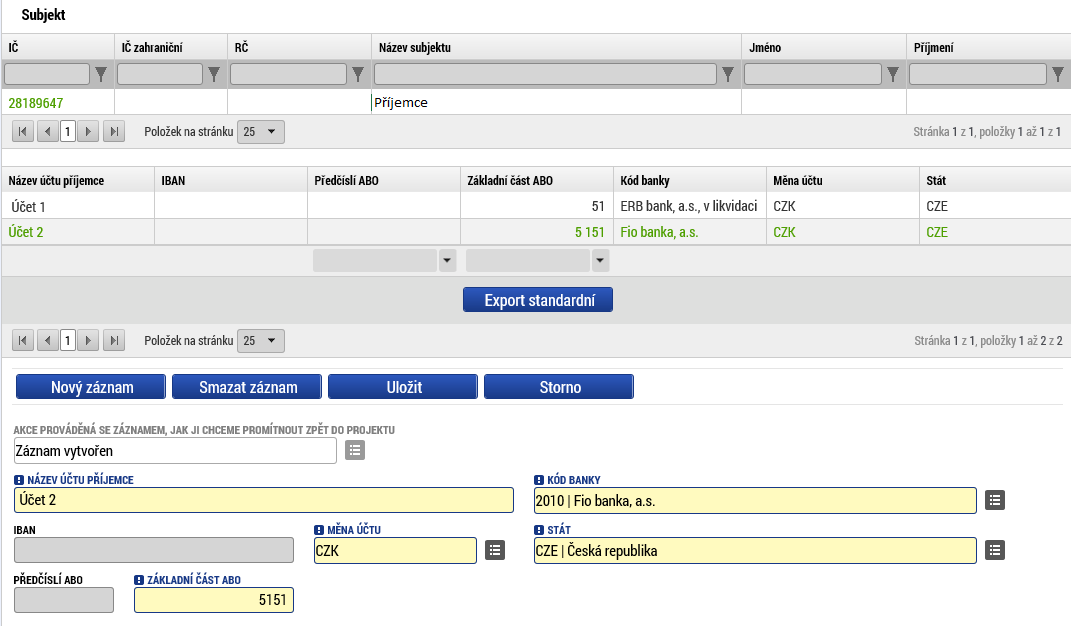 Subjekt
IČ IČ zahraniční RČ Název subjektu Jméno Příjmení
28189647 Příjemce
1 Položek na stránku 25 Stránka 1 z 1, položky 1 až 1 z 1
Název účtu příjemce IBAN Předčíslí ABO Základní část ABO Kód banky Měna účtu Stát
Účet 1 51 ERB bank, a.s., v likvidaci CZK CZE
Účet 2 5 151 Fio banka, a.s. CZK CZE
Export standardní
1 Položek na stránku 25 Stránka 1 z 1, položky 1 až 2 z 2
Nový záznam Smazat záznam Uložit Storno
AKCE PROVÁDĚNÁ SE ZÁZNAMEM, JAK JI CHCEME PROMÍTNOUT ZPĚT DO PROJEKTU
Záznam vytvořen
NÁZEV ÚČTU PŘÍJEMCE KÓD BANKY
Účet 2 2010 | Fio banka, a.s.
IBAN MĚNA ÚČTU STÁT
CZK CZE | Česká republika
PŘEDČÍSLÍ ABO ZÁKLADNÍ ČÁST ABO
5151